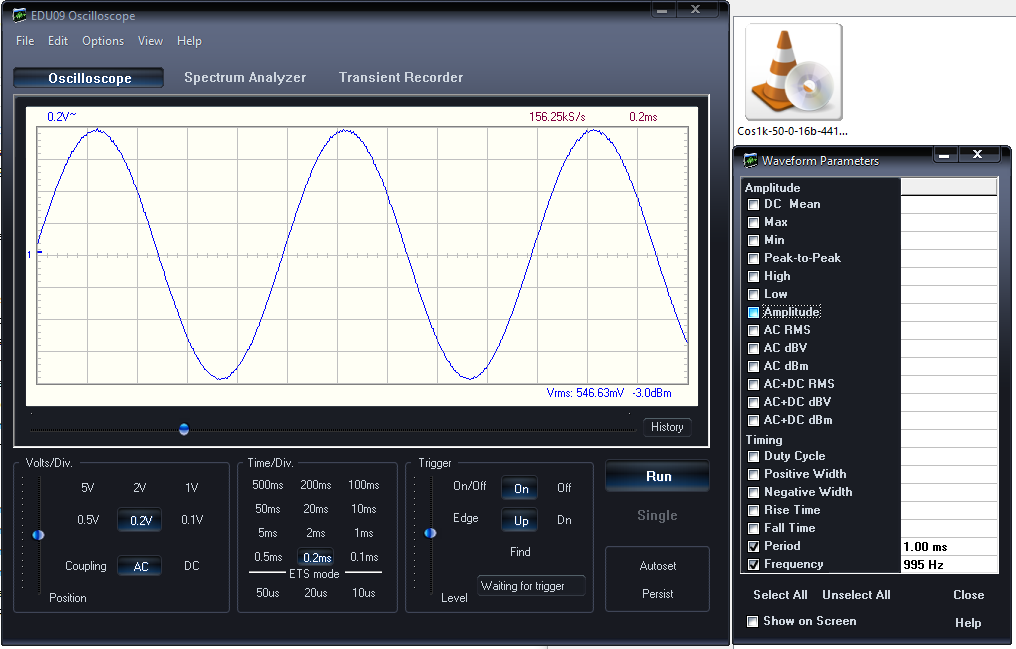 EDU09 Oscilloscope
File Edit Options View Help
Oscilloscope Spectrum Analyzer Transient Recorder
0.2V~ 156.25kS/s 0.2ms
1
Vrms: 546.63mV -3.0dBm
History
Volts/Div.
5V 2V 1V
0.5V 0.2V 0.1V
Coupling AC DC
Position
Time/Div.
500ms 200ms 100ms
50ms 20ms 10ms
5ms 2ms 1ms
0.5ms 0.2ms 0.1ms
ETS mode
50us 20us 10us
Trigger
On/Off On Off
Edge Up Dn
Find
Waiting for trigger
Level
Run
Single
Autoset
Persist
Cos1k-50-0-16b-441...
Waveform Parameters
Amplitude
DC Mean
Max
Min
Peak-to-Peak
High
Low
Amplitude
AC RMS
AC dBV
AC dBm
AC+DC RMS
AC+DC dBV
AC+DC dBm
Timing
Duty Cycle
Positive Width
Negative Width
Rise Time
Fall Time
Period 1.00 ms
Frequency 995 Hz
Select All Unselect All Close
Show on Screen Help